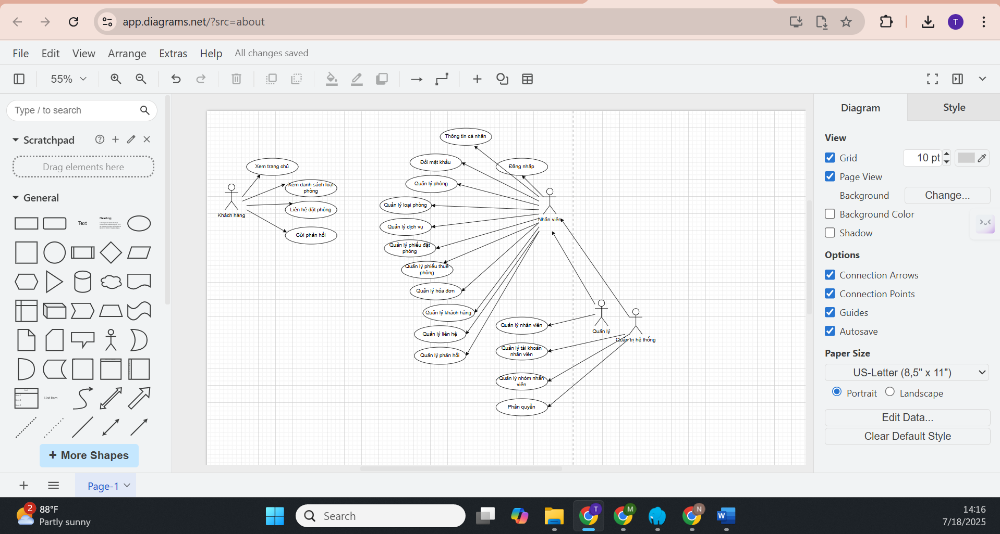 app.diagrams.net/?src=about
T
File Edit View Arrange Extras Help All changes saved
55%
Type / to search
Scratchpad
Drag elements here
General
Text
Heading
List
Item 1
Item 2
Item 3
List Item
+ More Shapes
Thông tin cá nhân
Xem trang chủ
Đổi mật khẩu
Đăng nhập
Xem danh sách loại
phòng
Quản lý phòng
Khách hàng
Liên hệ đặt phòng
Quản lý loại phòng
Nhân viên
Gửi phản hồi
Quản lý dịch vụ
Quản lý phiếu đặt
phòng
Quản lý phiếu thuê
phòng
Quản lý hóa đơn
Quản lý khách hàng
Quản lý nhân viên
Quản lý
Quản lý liên hệ
Quản trị hệ thống
Quản lý tài khoản
nhân viên
Quản lý phản hồi
Quản lý nhóm nhân
viên
Phân quyền
Diagram
Style
View
Grid
10 pt
Page View
Background
Change...
Background Color
Shadow
Options
Connection Arrows
Connection Points
Guides
Autosave
Paper Size
US-Letter (8,5" x 11")
Portrait
Landscape
Edit Data...
Clear Default Style
Page-1
2
88°F
Partly sunny
Search
T
M
N
W
14:16
7/18/2025